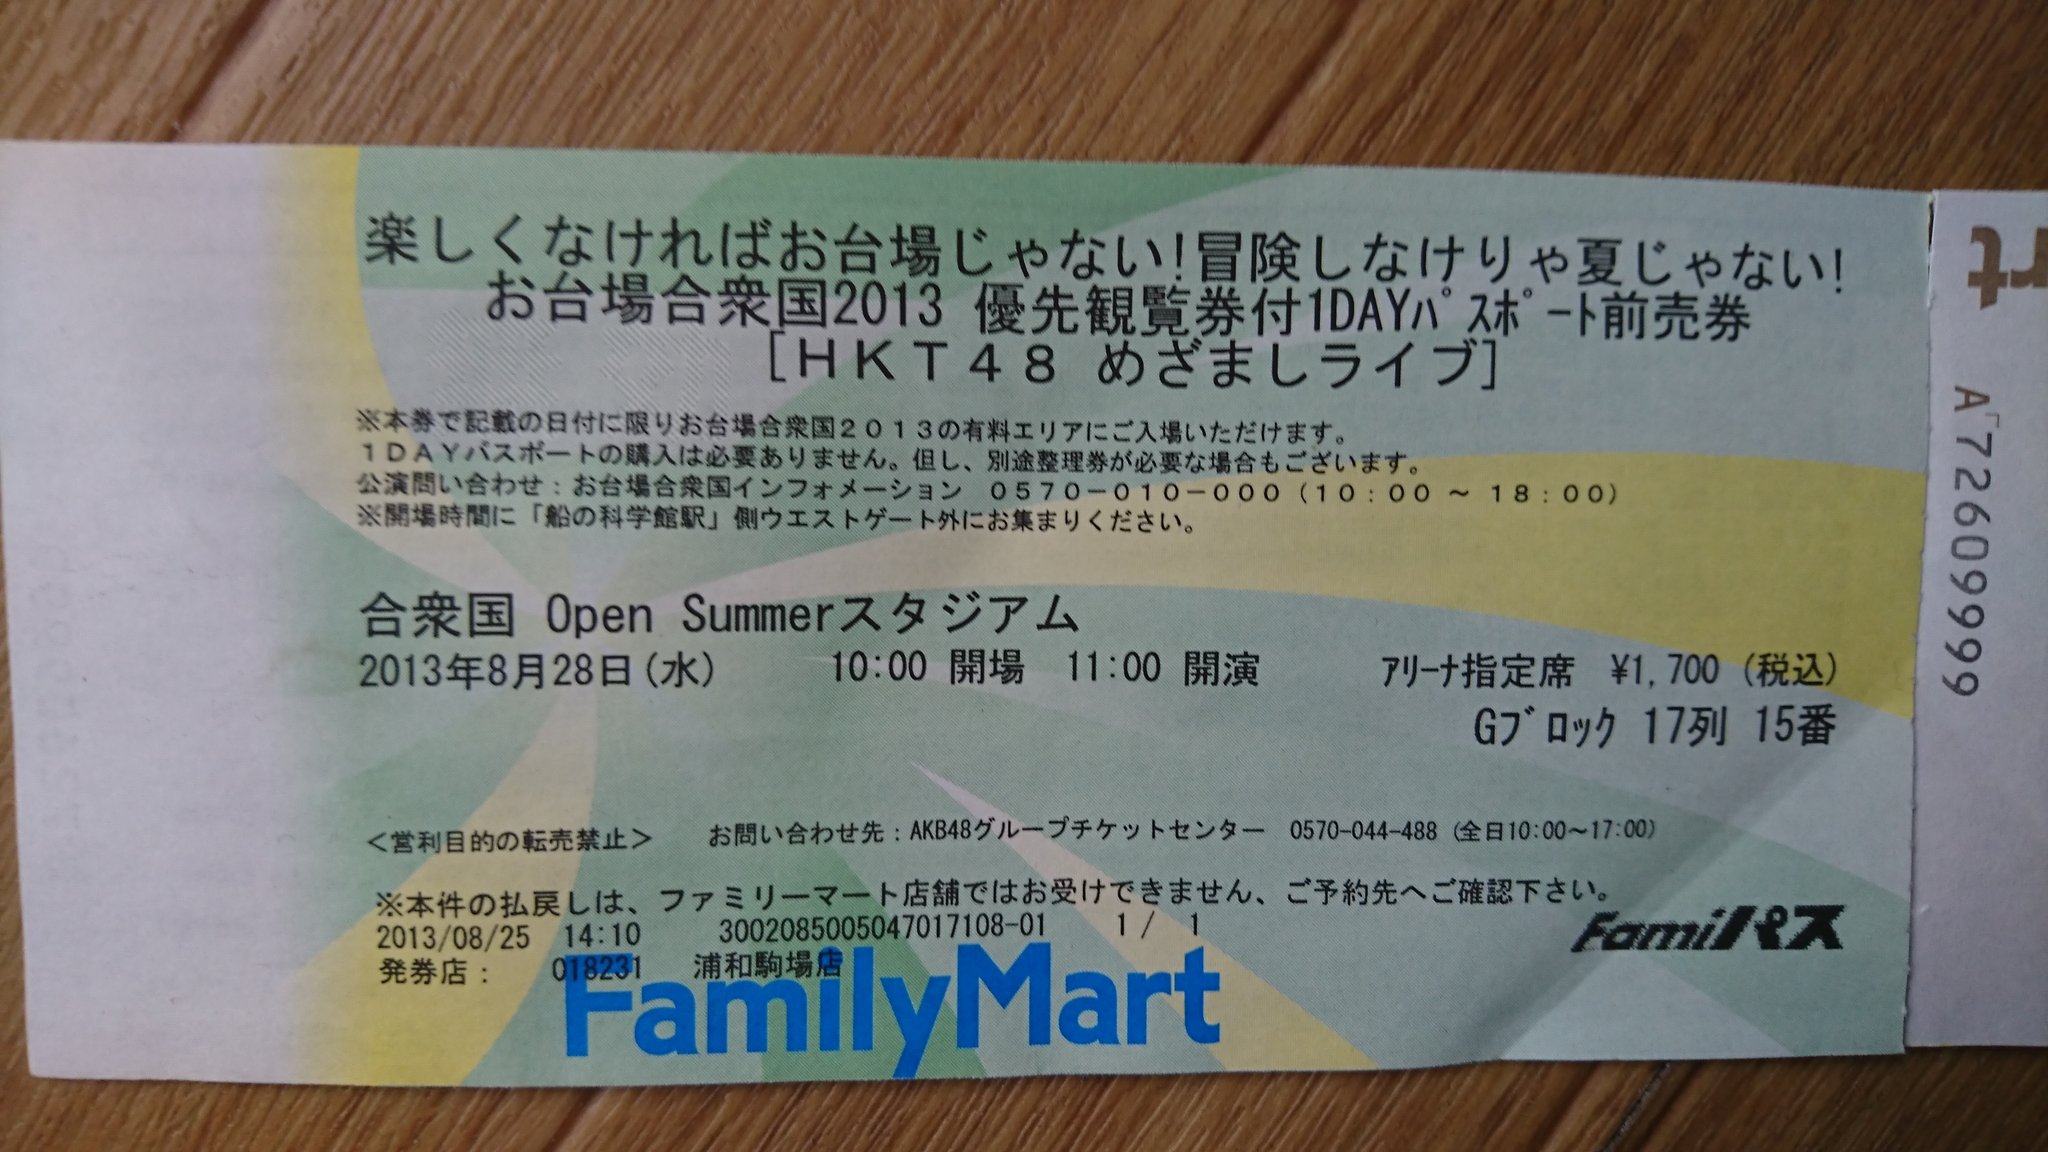 楽しくなければお台場じゃない!冒険しなけりゃ夏じゃない!
お台場合衆国2013 優先観覧券付1DAYﾊﾟｽﾎﾟｰﾄ前売券
[ＨＫＴ４８ めざましライブ]
※本券で記載の日付に限りお台場合衆国２０１３の有料エリアにご入場いただけます。
１ＤＡＹパスポートの購入は必要ありません。但し、別途整理券が必要な場合もございます。
公演問い合わせ：お台場合衆国インフォメーション ０５７０－０１０－０００（１０：００ ～ １８：００）
※開場時間に「船の科学館駅」側ウエストゲート外にお集まりください。
合衆国 Open Summerスタジアム
2013年8月28日(水) 10:00 開場 11:00 開演 ｱﾘｰﾅ指定席 ¥1,700 (税込)
Gﾌﾞﾛｯｸ 17列 15番
＜営利目的の転売禁止＞ お問い合わせ先：AKB48グループチケットセンター 0570-044-488 (全日10:00～17:00)
※本件の払戻しは、ファミリーマート店舗ではお受けできません、ご予約先へご確認下さい。
2013/08/25 14:10 3002085005047017108-01 1 / 1
発券店： 018231 浦和駒場店
FamilyMart
Famiパス
rt
A「72609999